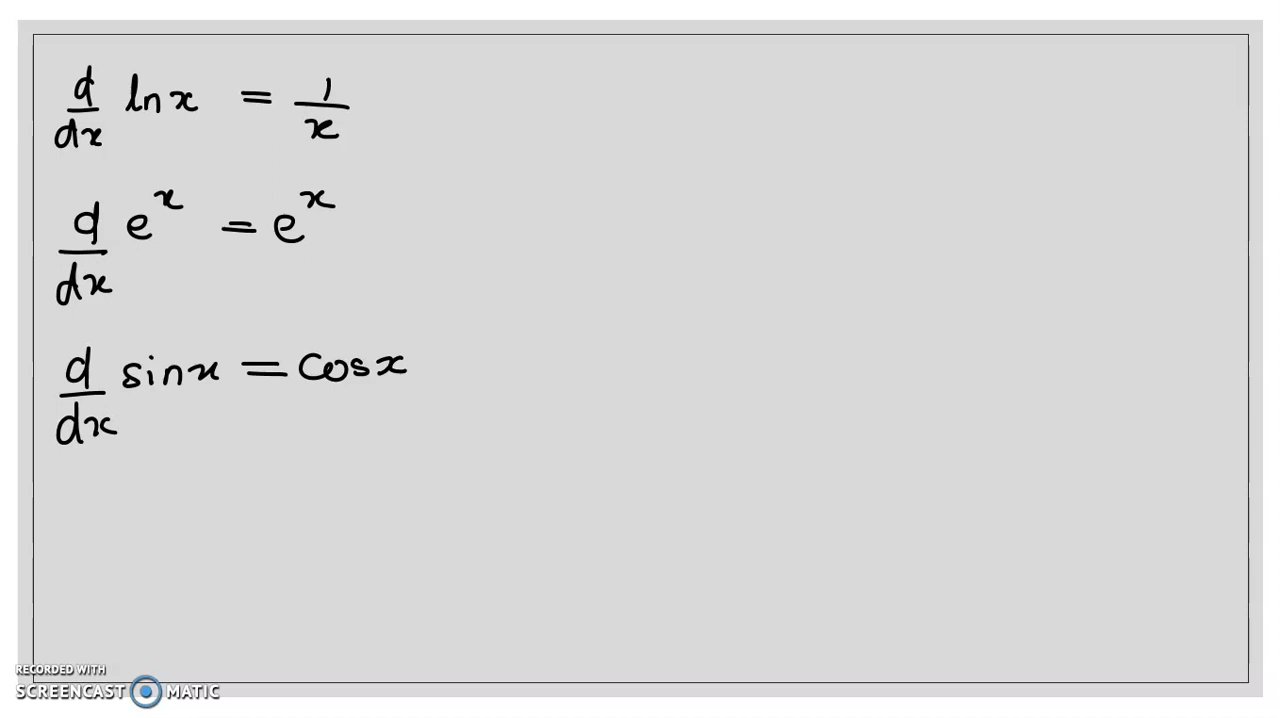 d/dx ln x = 1/x
d/dx e^x = e^x
d/dx sin x = cos x
RECORDED WITH
SCREENCAST MATIC